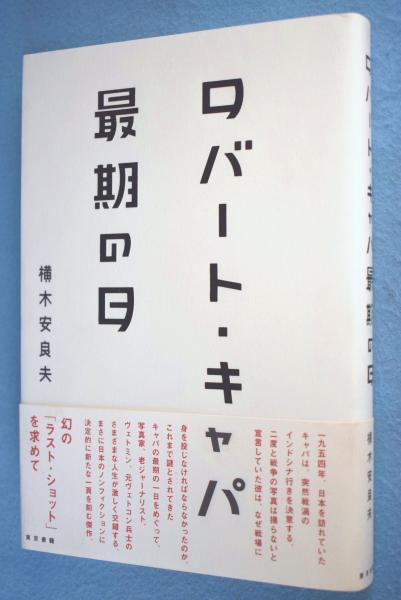 ロバート・キャパ
最期の日
横木安良夫
一九五四年、日本を訪れていた
キャパは、突然戦渦の
インドシナ行きを決意する。
二度と戦争の写真は撮らないと
宣言していた彼は、なぜ戦場に
身を投じなければならなかったのか。
これまで謎とされてきた
キャパの最期の一日をめぐって、
写真家、老ジャーナリスト、
ヴェトミン、元ヴェトコン兵士の
さまざまな人生が激しく交錯する、
まさに日本のノンフィクションに
決定的に新たな一頁を刻む傑作。
幻の
「ラスト・ショット」
を求めて
東京書籍
ロバート・キャパ最期の日
横木安良夫